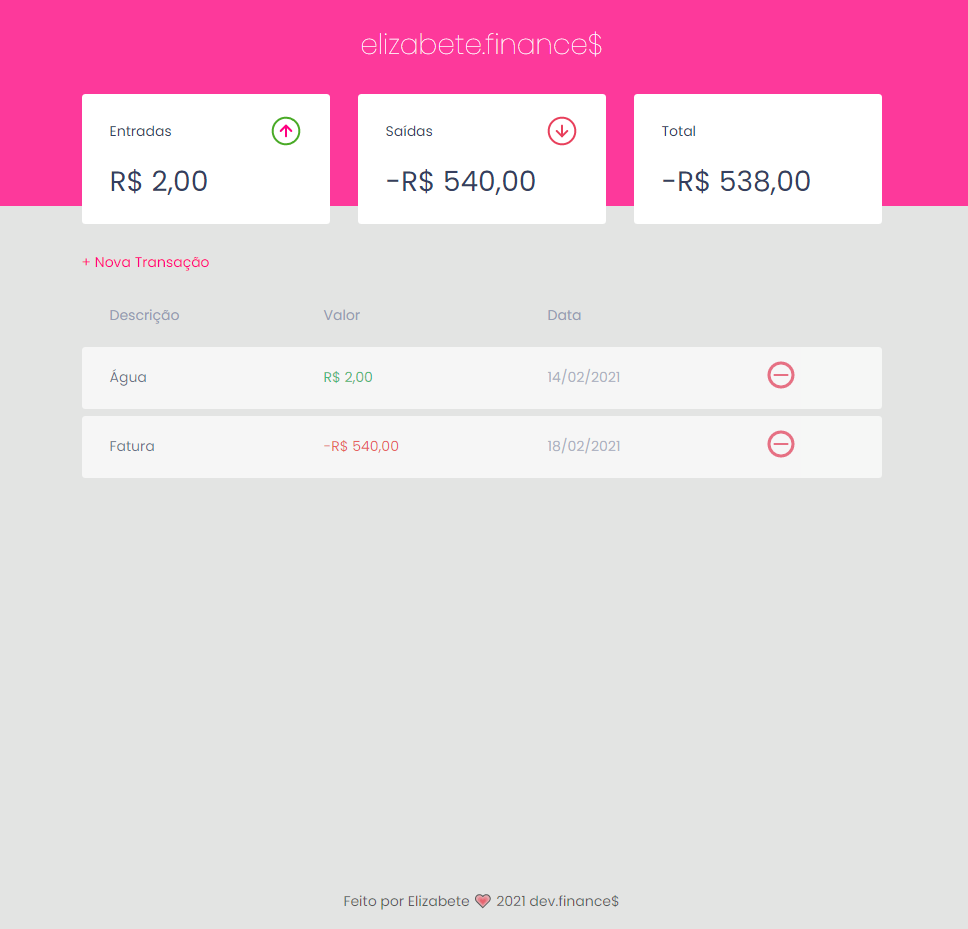 elizabete.finance$
Entradas
R$ 2,00
Saídas
-R$ 540,00
Total
-R$ 538,00
+ Nova Transação
Descrição Valor Data
Água R$ 2,00 14/02/2021
Fatura -R$ 540,00 18/02/2021
Feito por Elizabete 💗 2021 dev.finance$